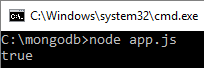 C:\Windows\system32\cmd.exe
C:\mongodb>node app.js
true